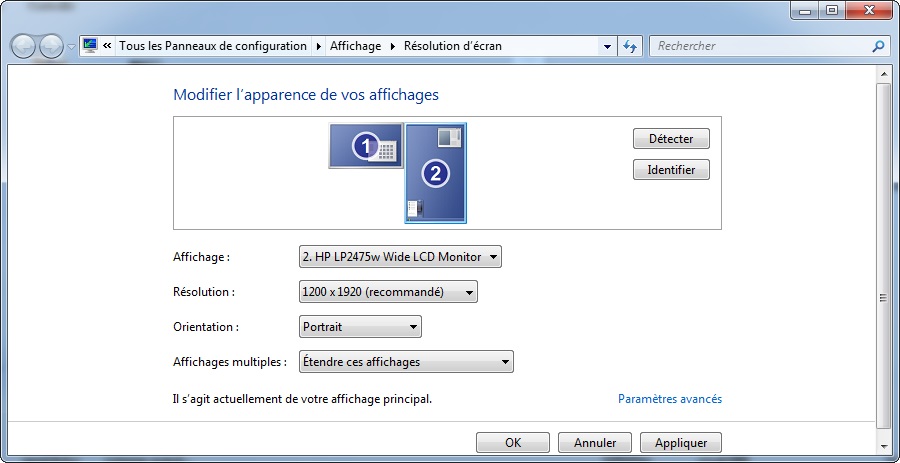 « Tous les Panneaux de configuration ▸ Affichage ▸ Résolution d'écran
Rechercher
Modifier l'apparence de vos affichages
1
2
Détecter
Identifier
Affichage : 2. HP LP2475w Wide LCD Monitor
Résolution : 1200 x 1920 (recommandé)
Orientation : Portrait
Affichages multiples : Étendre ces affichages
Il s'agit actuellement de votre affichage principal. Paramètres avancés
OK Annuler Appliquer